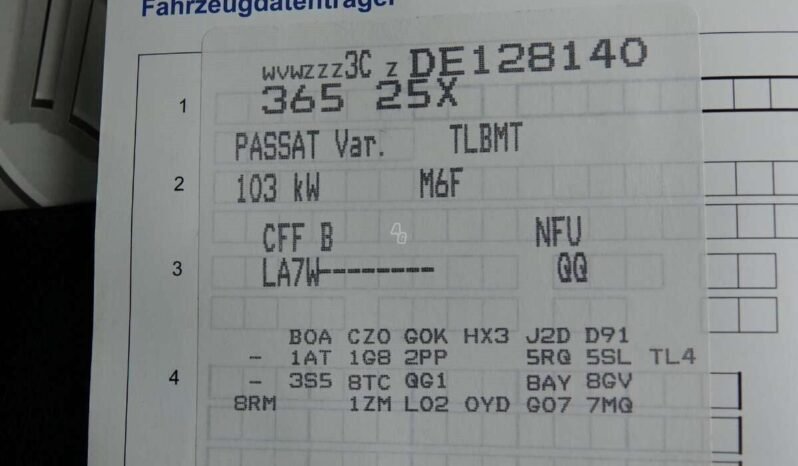 Fahrzeugdatenträger
WVWZZZ3C Z DE128140
1 365 25X
PASSAT Var. TLBMT
2 103 kW M6F
CFF B NFU
3 LA7W-------- QQ
BOA CZO GOK HX3 J2D D91
- 1AT 1G8 2PP 5RQ 5SL TL4
4 - 3S5 8TC QG1 8AY 8GV
8RM 1ZM LO2 OYD GO7 7MQ